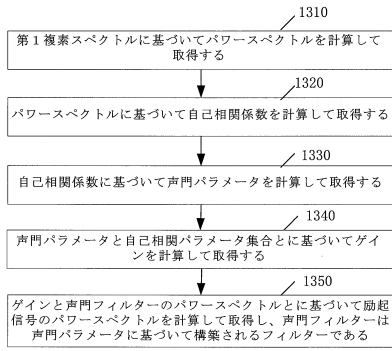 1310
第1複素スペクトルに基づいてパワースペクトルを計算して
取得する
1320
パワースペクトルに基づいて自己相関係数を計算して取得する
1330
自己相関係数に基づいて声門パラメータを計算して取得する
1340
声門パラメータと自己相関パラメータ集合とに基づいてゲイ
ンを計算して取得する
1350
ゲインと声門フィルターのパワースペクトルとに基づいて励起
信号のパワースペクトルを計算して取得し、声門フィルターは
声門パラメータに基づいて構築されるフィルターである